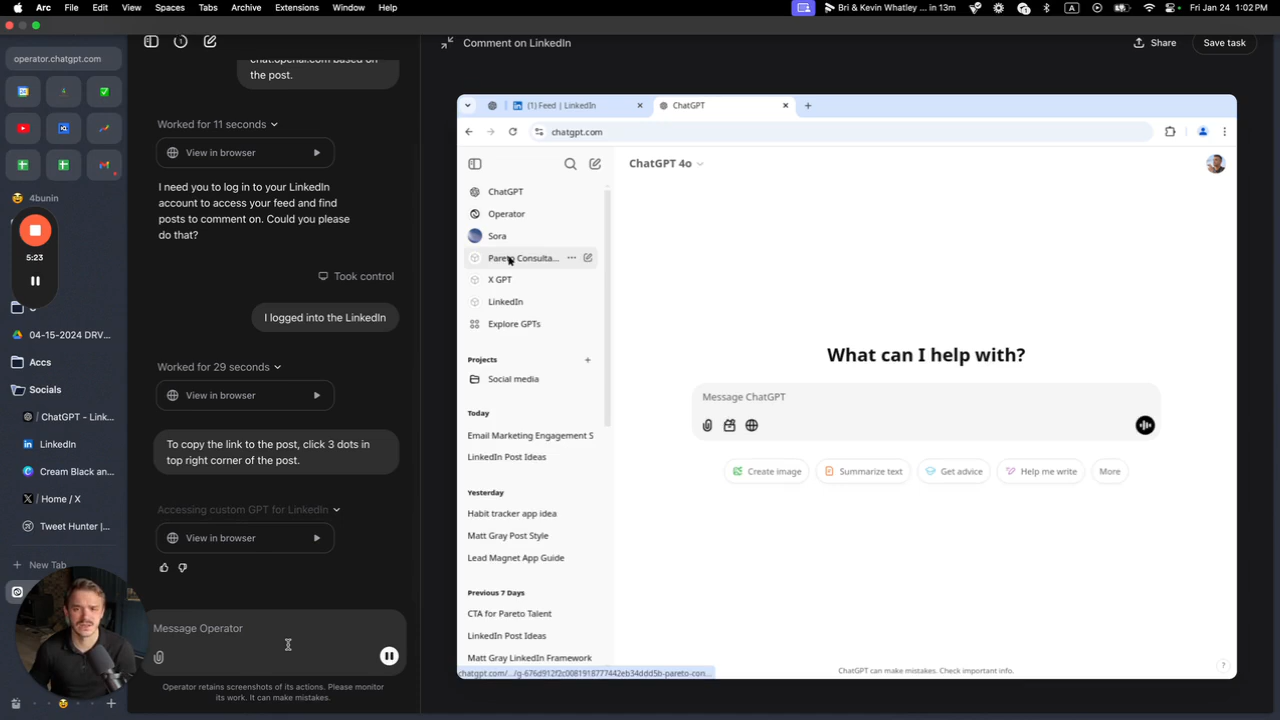 Arc File Edit View Spaces Tabs Archive Extensions Window Help
Bri & Kevin Whatley ... in 13m
A
Fri Jan 24 1:02 PM
operator.chatgpt.com
4bunin
5:23
04-15-2024 DRV...
Accs
Socials
/ ChatGPT - Link...
LinkedIn
Cream Black an...
/ Home / X
Tweet Hunter |...
New Tab
chat.openai.com based on
the post.
Worked for 11 seconds
View in browser
I need you to log in to your LinkedIn
account to access your feed and find
posts to comment on. Could you please
do that?
Took control
I logged into the LinkedIn
Worked for 29 seconds
View in browser
To copy the link to the post, click 3 dots in
top right corner of the post.
Accessing custom GPT for LinkedIn
View in browser
Message Operator
Operator retains screenshots of its actions. Please monitor
its work. It can make mistakes.
Comment on LinkedIn
Share
Save task
(1) Feed | LinkedIn
ChatGPT
chatgpt.com
ChatGPT
Operator
Sora
Pareto Consulta...
X GPT
LinkedIn
Explore GPTs
Projects
Social media
Today
Email Marketing Engagement S
LinkedIn Post Ideas
Yesterday
Habit tracker app idea
Matt Gray Post Style
Lead Magnet App Guide
Previous 7 Days
CTA for Pareto Talent
LinkedIn Post Ideas
Matt Gray LinkedIn Framework
chatgpt.com/.../g-676d912f2c0081918777442eb34ddd5b-pareto-con...
ChatGPT 4o
What can I help with?
Message ChatGPT
Create image
Summarize text
Get advice
Help me write
More
ChatGPT can make mistakes. Check important info.
?